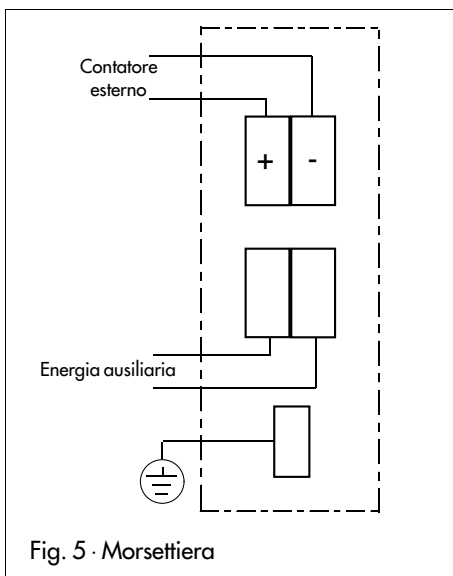 Contatore
esterno
+ -
Energia ausiliaria
Fig. 5 · Morsettiera